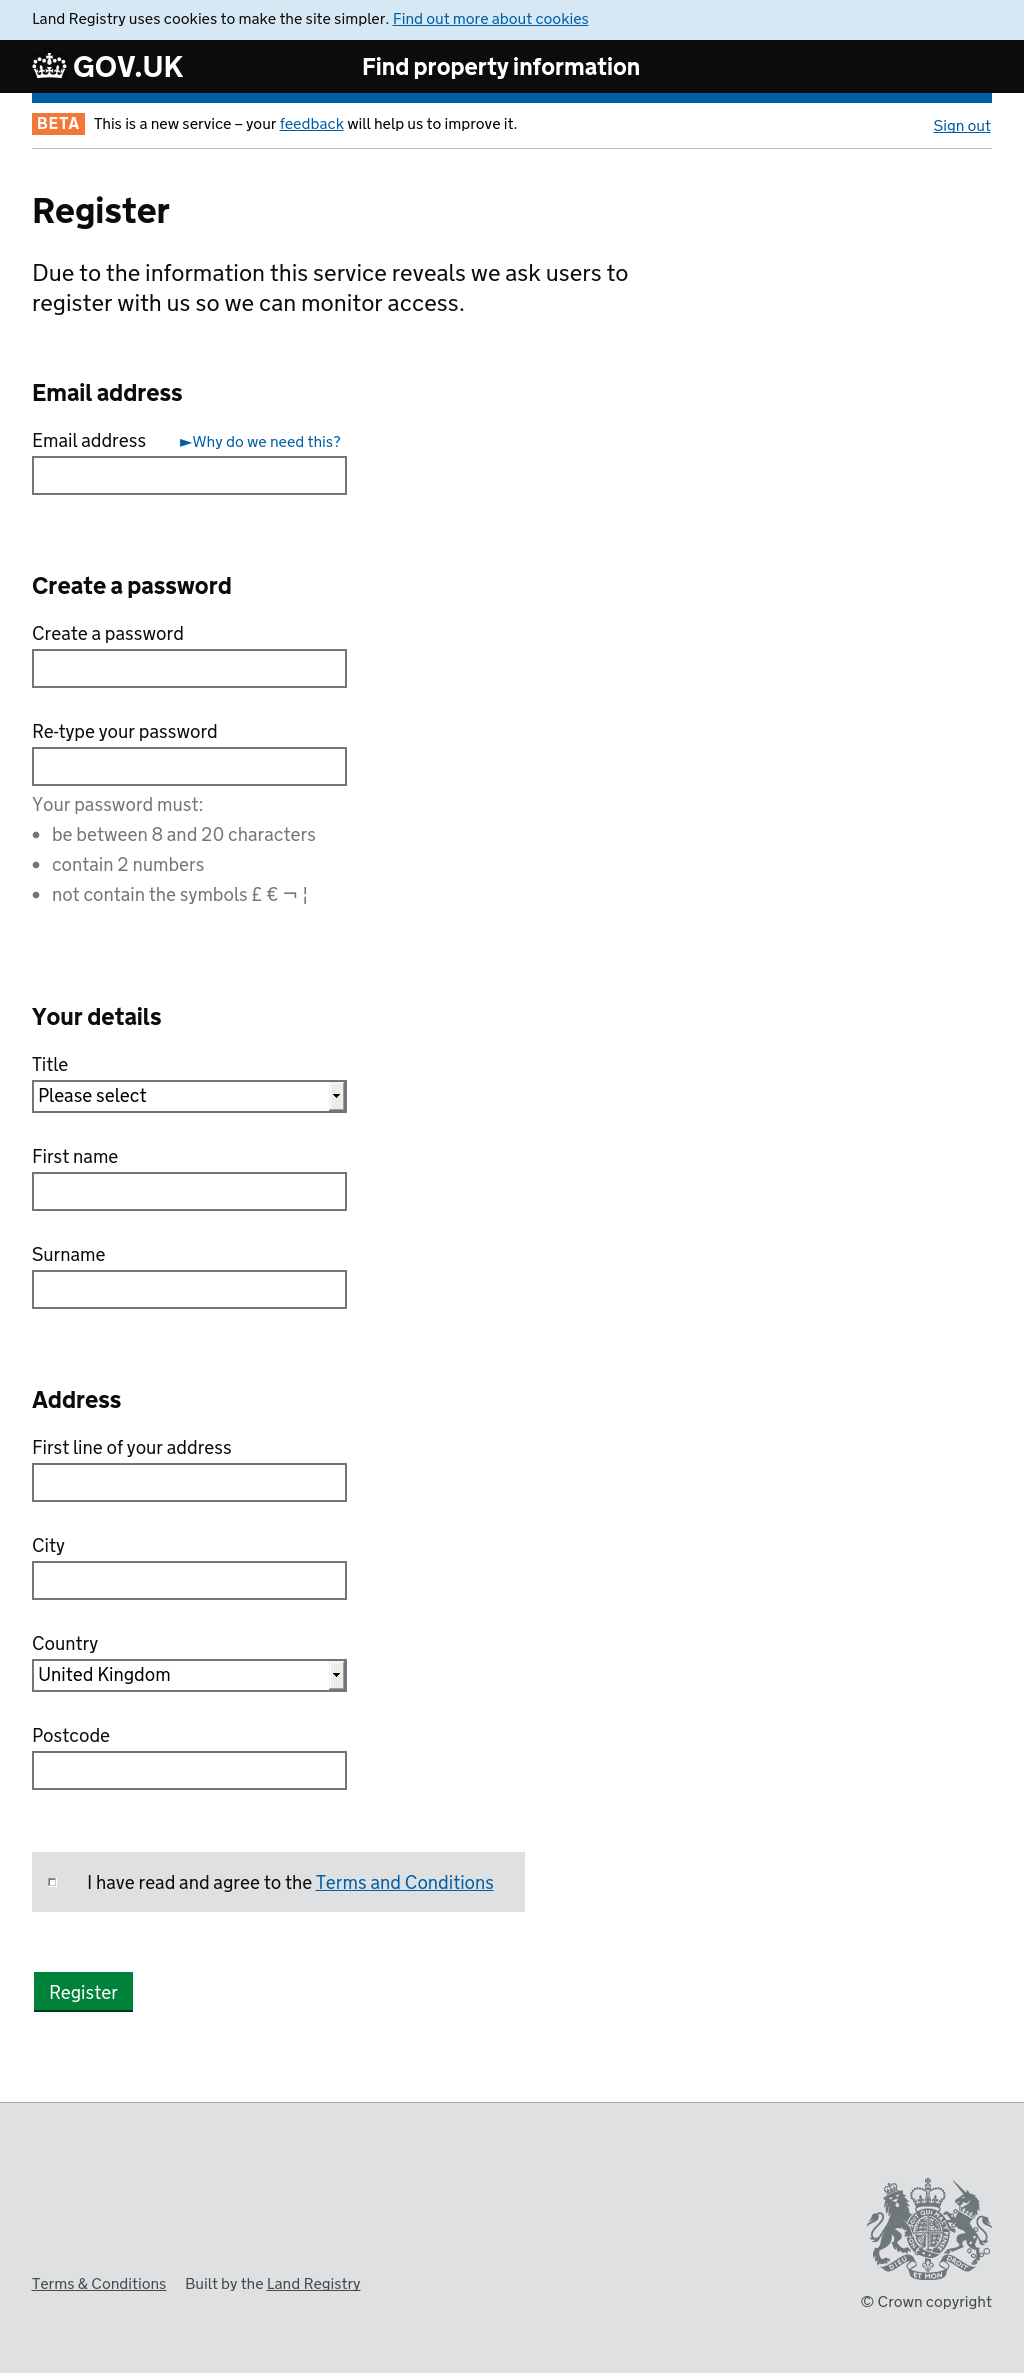 Land Registry uses cookies to make the site simpler. Find out more about cookies
GOV.UK Find property information
BETA This is a new service – your feedback will help us to improve it. Sign out
Register
Due to the information this service reveals we ask users to
register with us so we can monitor access.
Email address
Email address ►Why do we need this?
Create a password
Create a password
Re-type your password
Your password must:
• be between 8 and 20 characters
• contain 2 numbers
• not contain the symbols £ € ¬ ¦
Your details
Title
Please select
First name
Surname
Address
First line of your address
City
Country
United Kingdom
Postcode
I have read and agree to the Terms and Conditions
Register
DIEU ET MON DROIT
Terms & Conditions Built by the Land Registry
© Crown copyright